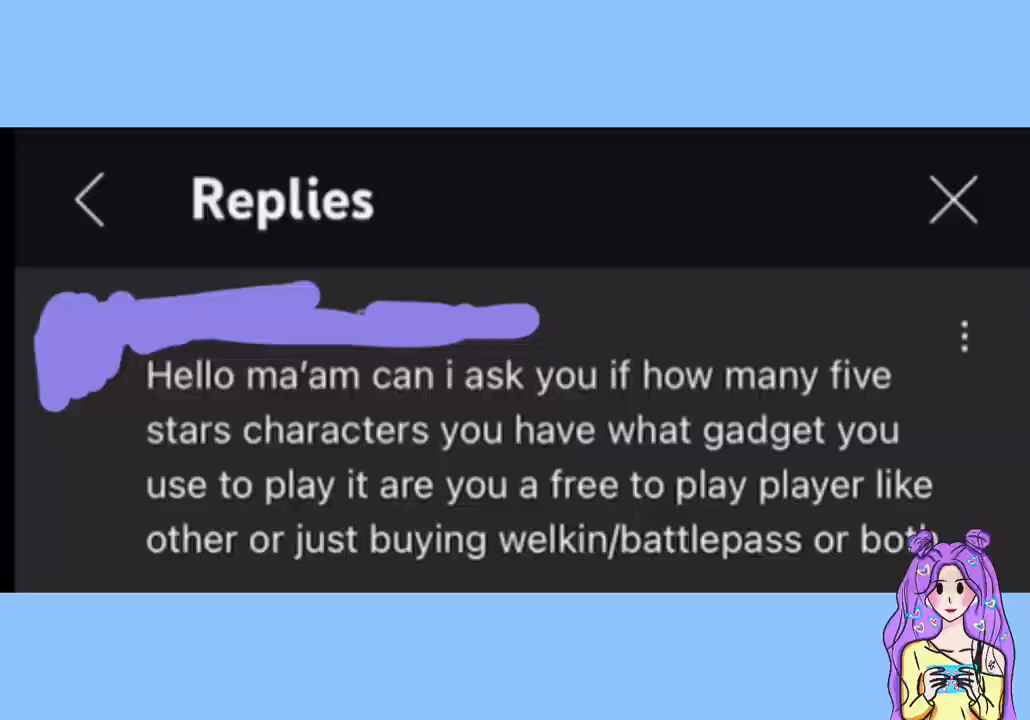 Replies
Hello ma’am can i ask you if how many five
stars characters you have what gadget you
use to play it are you a free to play player like
other or just buying welkin/battlepass or